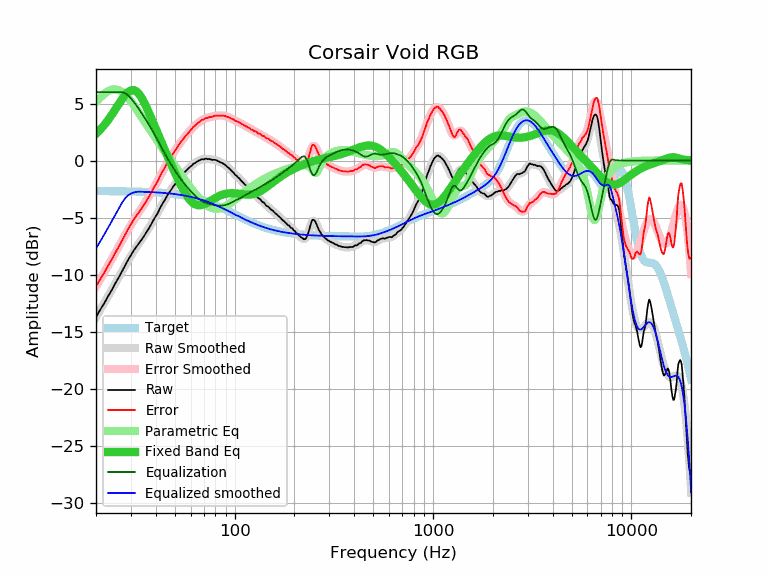 Corsair Void RGB
Amplitude (dBr)
5
0
−5
−10
−15
−20
−25
−30
Target
Raw Smoothed
Error Smoothed
Raw
Error
Parametric Eq
Fixed Band Eq
Equalization
Equalized smoothed
100
1000
10000
Frequency (Hz)